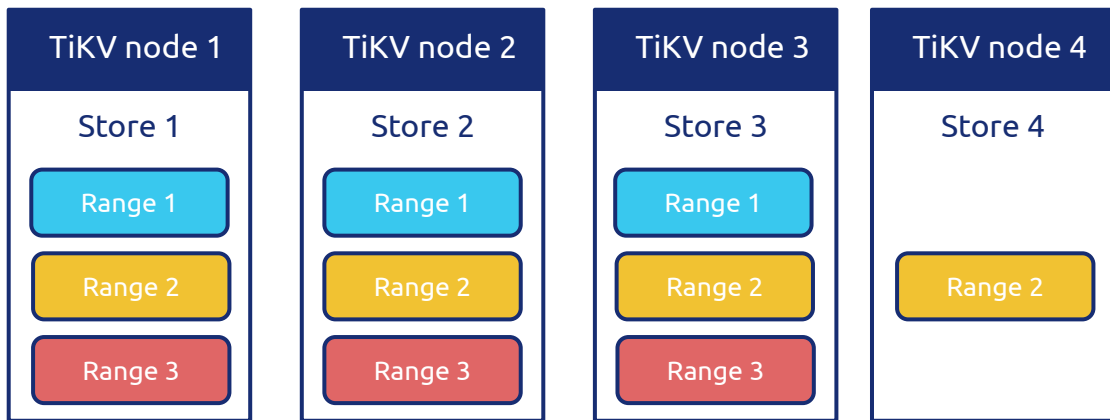 TiKV node 1
Store 1
Range 1
Range 2
Range 3
TiKV node 2
Store 2
Range 1
Range 2
Range 3
TiKV node 3
Store 3
Range 1
Range 2
Range 3
TiKV node 4
Store 4
Range 2